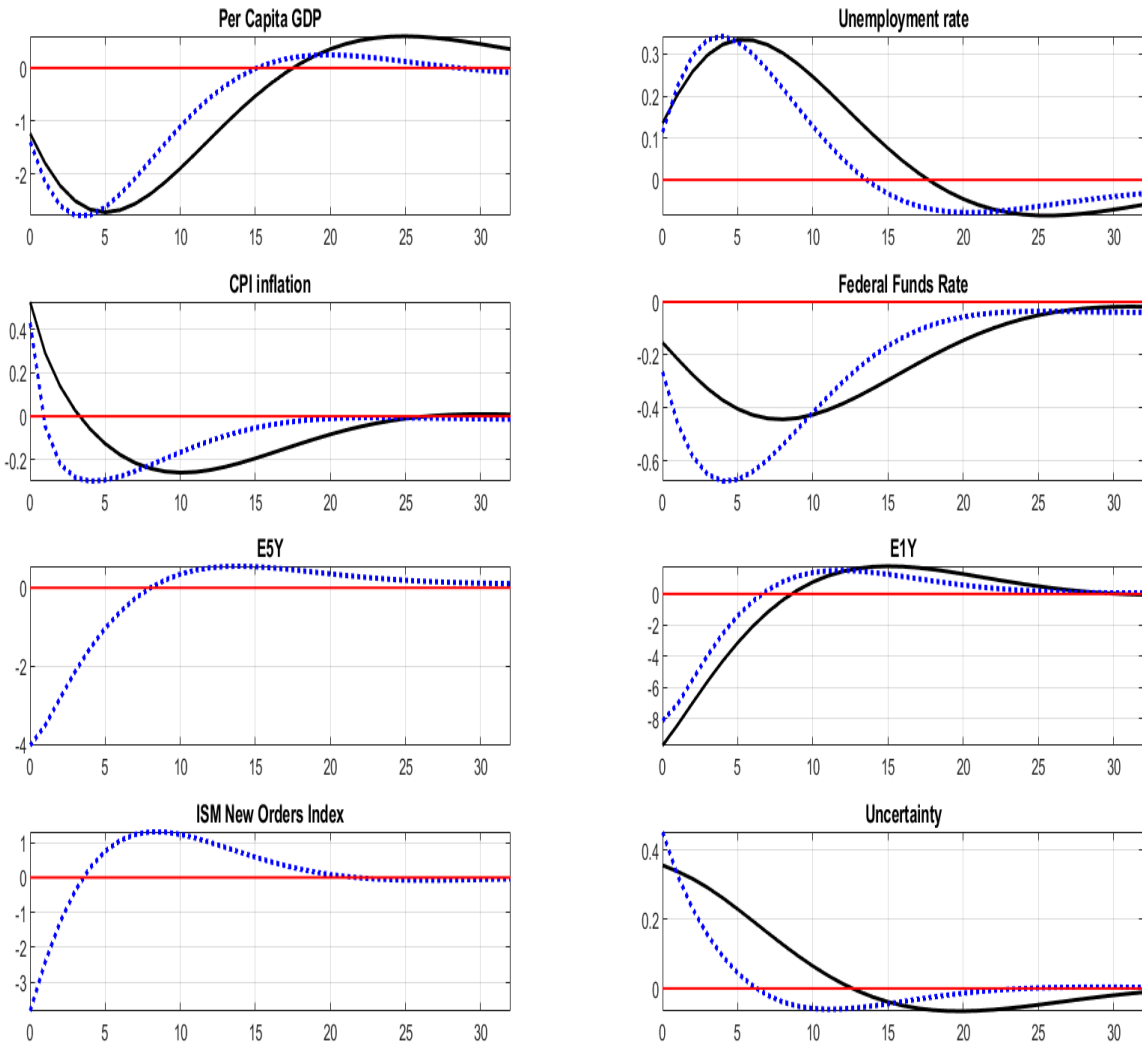 Per Capita GDP
0
-1
-2
0 5 10 15 20 25 30
Unemployment rate
0.3
0.2
0.1
0
0 5 10 15 20 25 30
CPI inflation
0.4
0.2
0
-0.2
0 5 10 15 20 25 30
Federal Funds Rate
0
-0.2
-0.4
-0.6
0 5 10 15 20 25 30
E5Y
0
-2
-4
0 5 10 15 20 25 30
E1Y
0
-2
-4
-6
-8
0 5 10 15 20 25 30
ISM New Orders Index
1
0
-1
-2
-3
0 5 10 15 20 25 30
Uncertainty
0.4
0.2
0
0 5 10 15 20 25 30